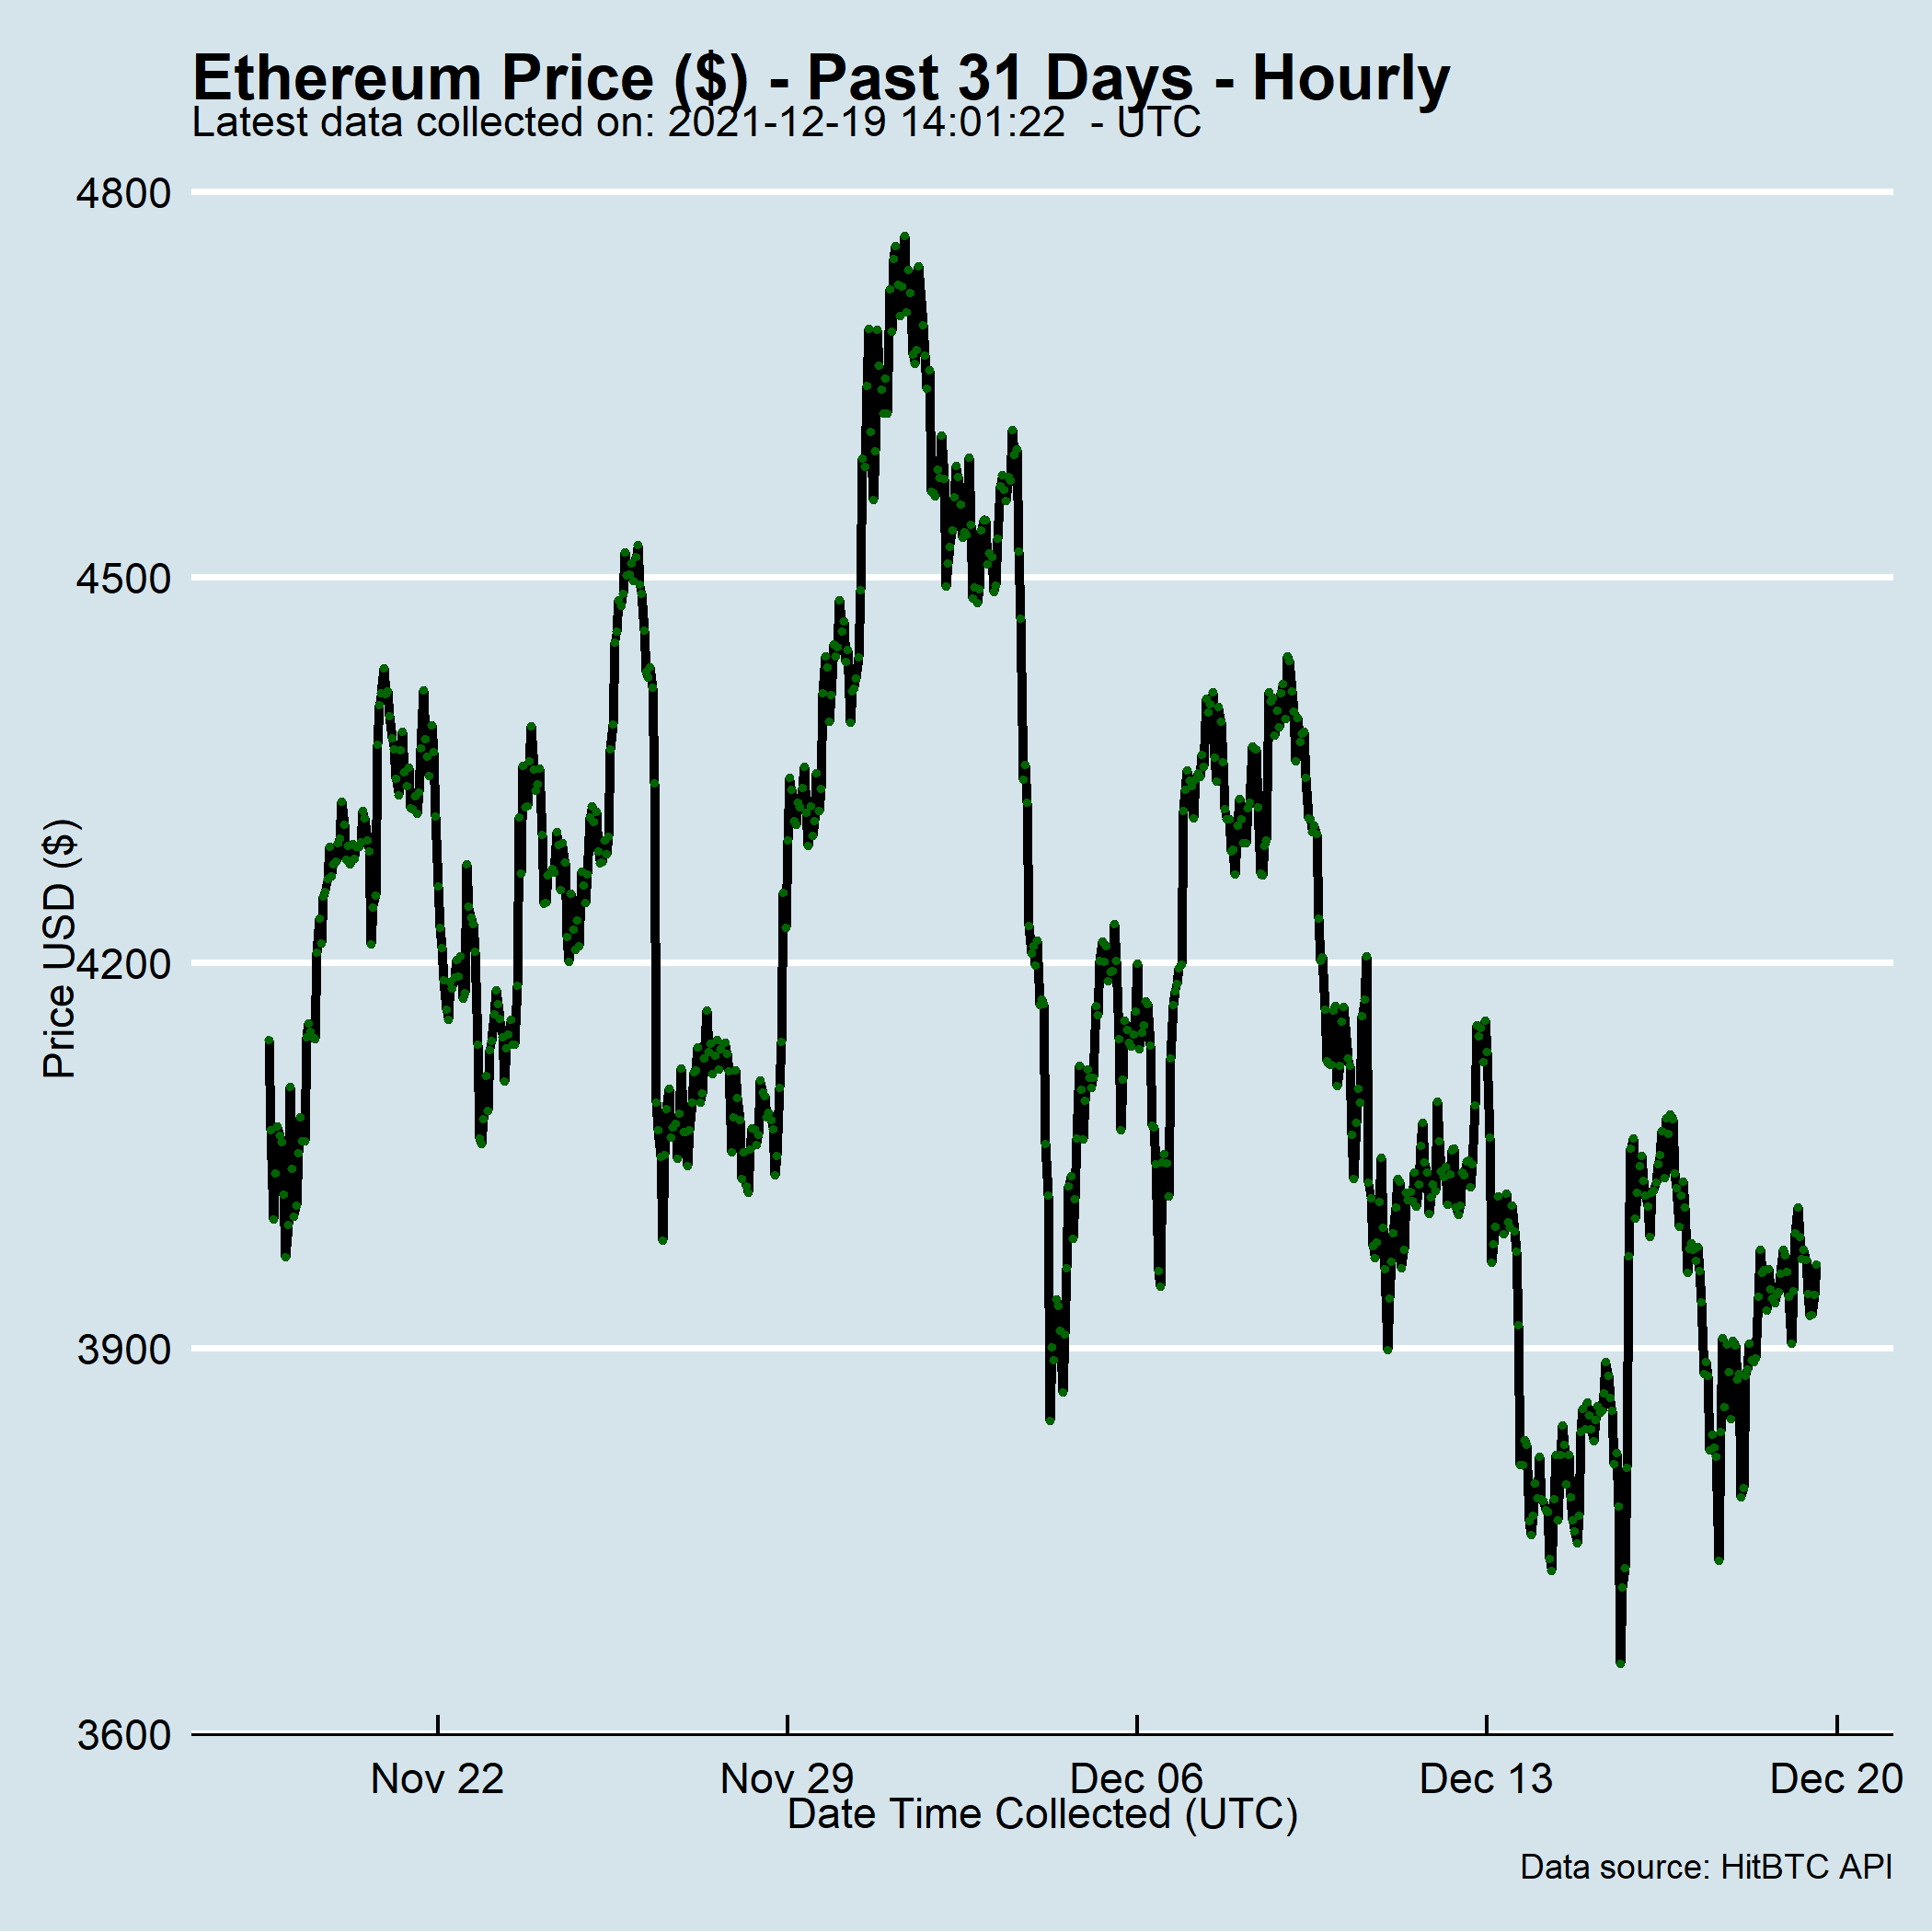 Ethereum Price ($) - Past 31 Days - Hourly
Latest data collected on: 2021-12-19 14:01:22  - UTC
4800
4500
4200
3900
3600
Price USD ($)
Nov 22 Nov 29 Dec 06 Dec 13 Dec 20
Date Time Collected (UTC)
Data source: HitBTC API